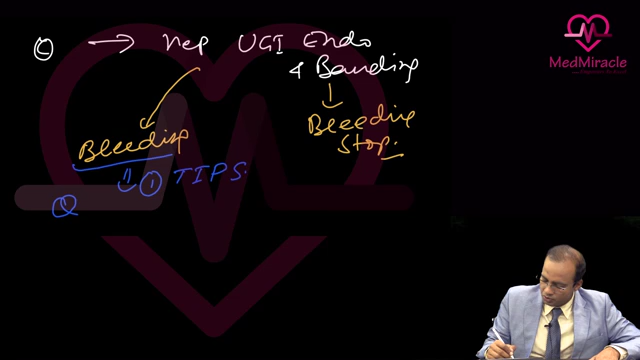 C → Rep UGI Endo
& Banding
↓
Bleeding
Stop.
Bleeding
⇓ ① TIPS.
Q
MedMiracle